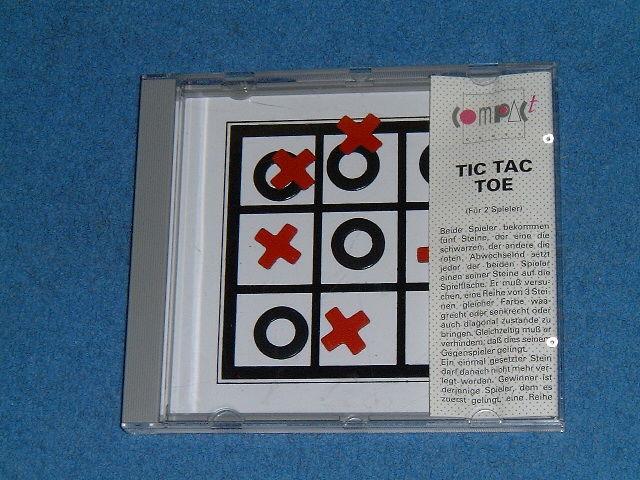 COMPACt
TIC TAC
TOE
(Für 2 Spieler)
Beide Spieler bekommen
fünf Steine, der eine die
schwarzen, der andere die
roten. Abwechselnd setzt
jeder der beiden Spieler
einen seiner Steine auf die
Spielfläche. Er muß versu-
chen, eine Reihe von 3 Stei-
nen gleicher Farbe waa-
grecht oder senkrecht oder
auch diagonal zustande zu
bringen. Gleichzeitig muß er
verhindern, daß dies seinem
Gegenspieler gelingt.
Ein einmal gesetzter Stein
darf danach nicht mehr ver-
legt werden. Gewinner ist
derjenige Spieler, dem es
zuerst gelingt, eine Reihe